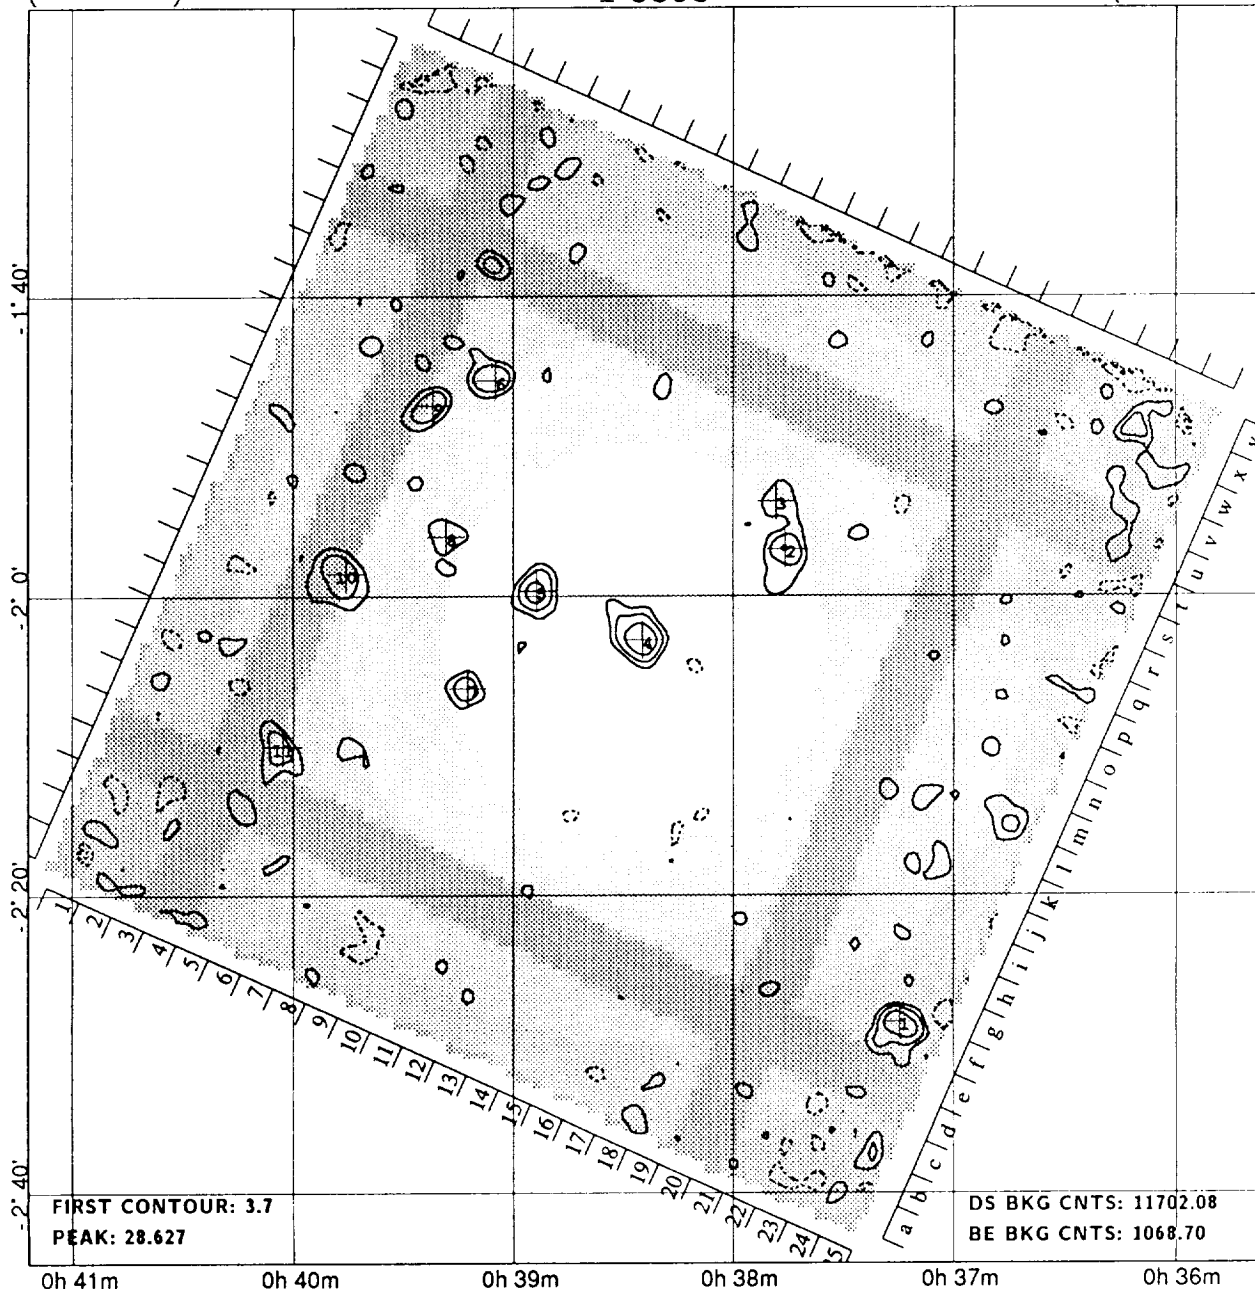 - 1° 40'
6
3
8
2
10
- 2° 0'
4
11
- 2° 20'
1 2 3 4 5 6 7 8 9 10 11 12 13 14 15 16 17 18 19 20 21 22 23 24 25
a b c d e f g h i j k l m n o p q r s t u v w x y
1
- 2° 40'
FIRST CONTOUR: 3.7
PEAK: 28.627
DS BKG CNTS: 11702.08
BE BKG CNTS: 1068.70
0h 41m 0h 40m 0h 39m 0h 38m 0h 37m 0h 36m